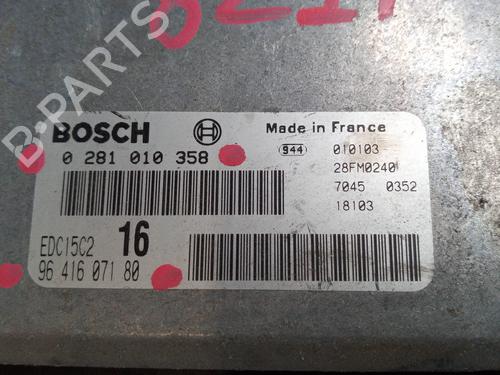 B-PARTS
BOSCH
Made in France
0 281 010 358
944 010103
28FM0240
7045 0352
18103
EDC15C2 16
96 416 071 80